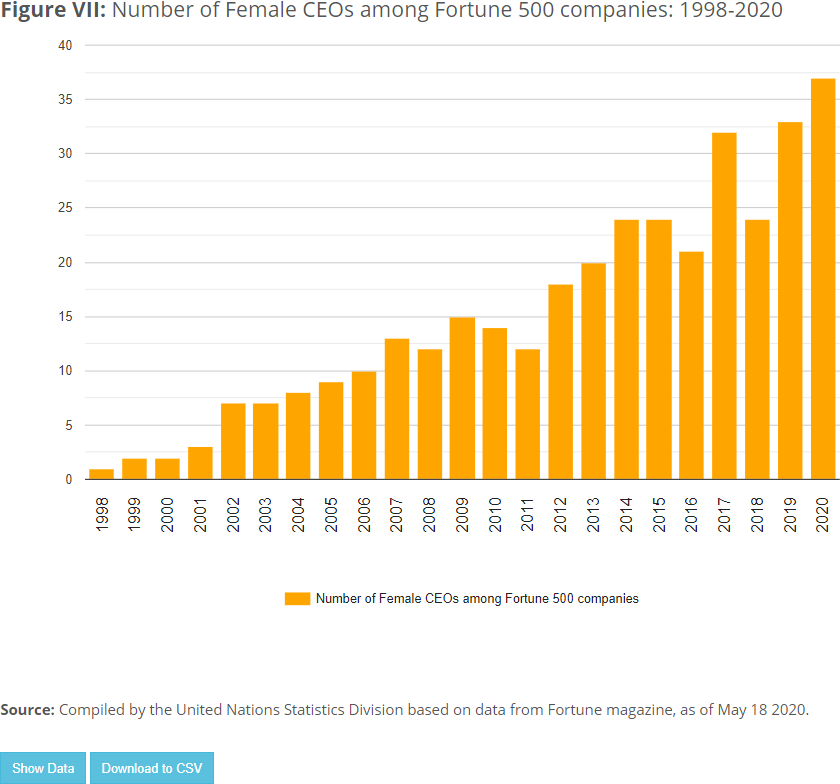 Figure VII: Number of Female CEOs among Fortune 500 companies: 1998-2020
40
35
30
25
20
15
10
5
0
1998 1999 2000 2001 2002 2003 2004 2005 2006 2007 2008 2009 2010 2011 2012 2013 2014 2015 2016 2017 2018 2019 2020
Number of Female CEOs among Fortune 500 companies
Source: Compiled by the United Nations Statistics Division based on data from Fortune magazine, as of May 18 2020.
Show Data Download to CSV